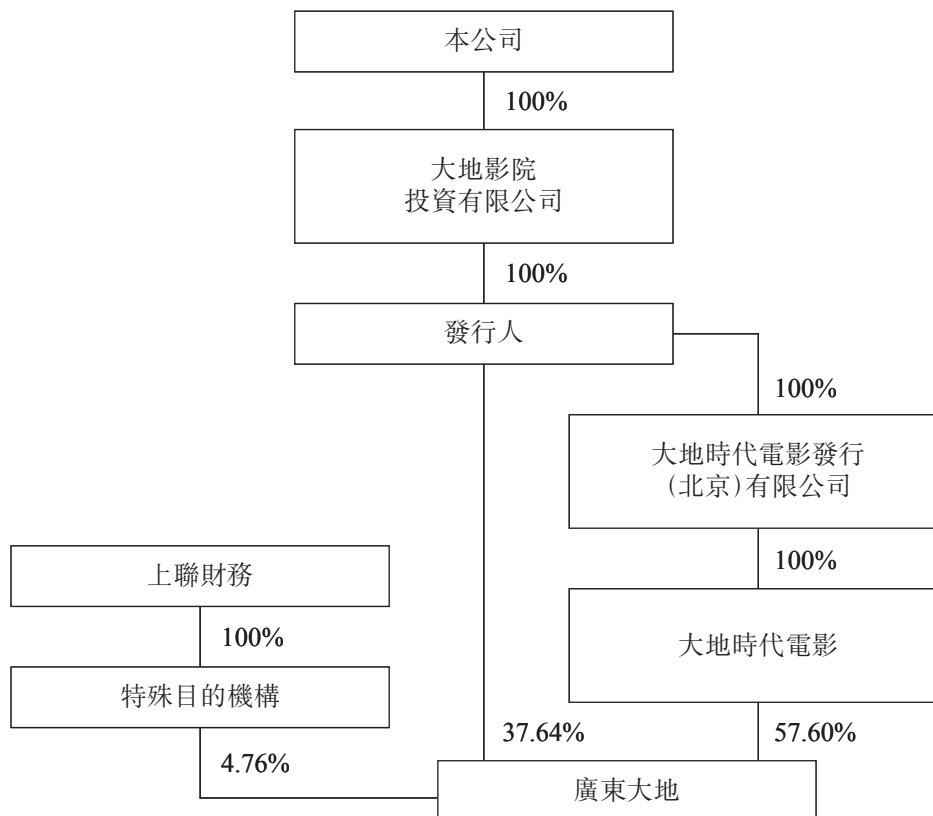 本公司
100%
大地影院
投資有限公司
100%
發行人
100%
大地時代電影發行
(北京)有限公司
100%
上聯財務
100%
大地時代電影
特殊目的機構
37.64%
57.60%
4.76%
廣東大地